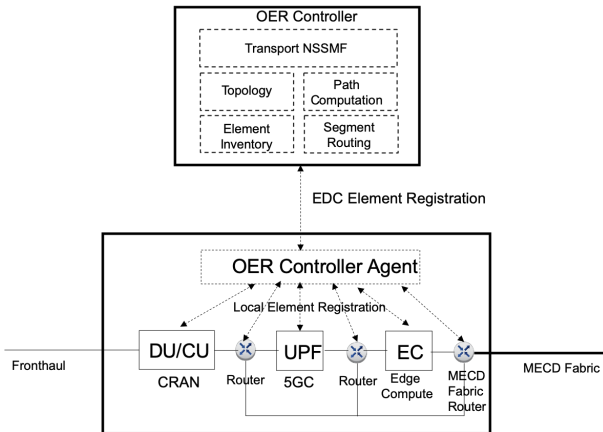 OER Controller
Transport NSSMF
Topology
Path
Computation
Element
Inventory
Segment
Routing
EDC Element Registration
OER Controller Agent
Local Element Registration
DU/CU
UPF
EC
Fronthaul
CRAN
Router
5GC
Router
Edge
Compute
MECD
Fabric
Router
MECD Fabric